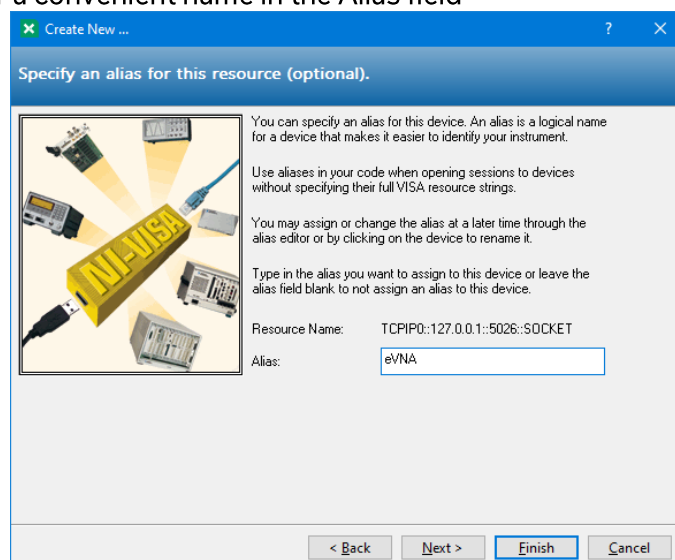 a convenient name in the Alias field
Create New ...
?
Specify an alias for this resource (optional).
NI-VISA
You can specify an alias for this device. An alias is a logical name
for a device that makes it easier to identify your instrument.
Use aliases in your code when opening sessions to devices
without specifying their full VISA resource strings.
You may assign or change the alias at a later time through the
alias editor or by clicking on the device to rename it.
Type in the alias you want to assign to this device or leave the
alias field blank to not assign an alias to this device.
Resource Name: TCPIP0::127.0.0.1::5026::SOCKET
Alias: eVNA
< Back Next > Finish Cancel